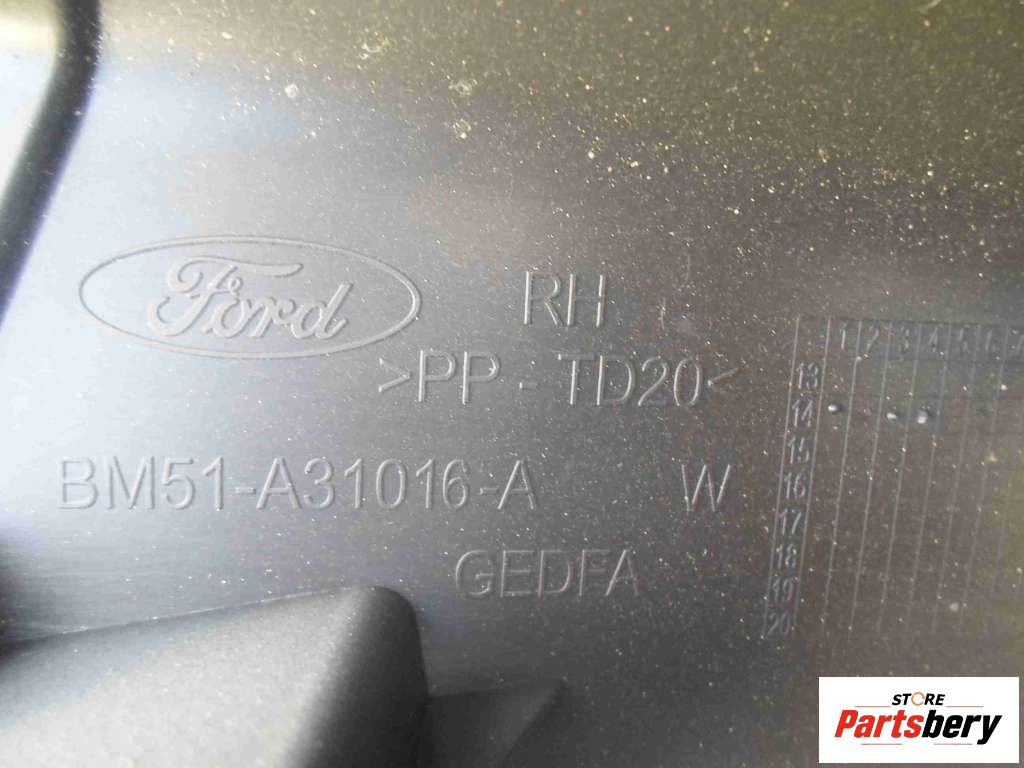 Ford
RH
>PP - TD20<
BM51-A31016-A W
GEDFA
1 2 3 4 5 6 7
13
14
15
16
17
18
19
20
STORE
Partsbery